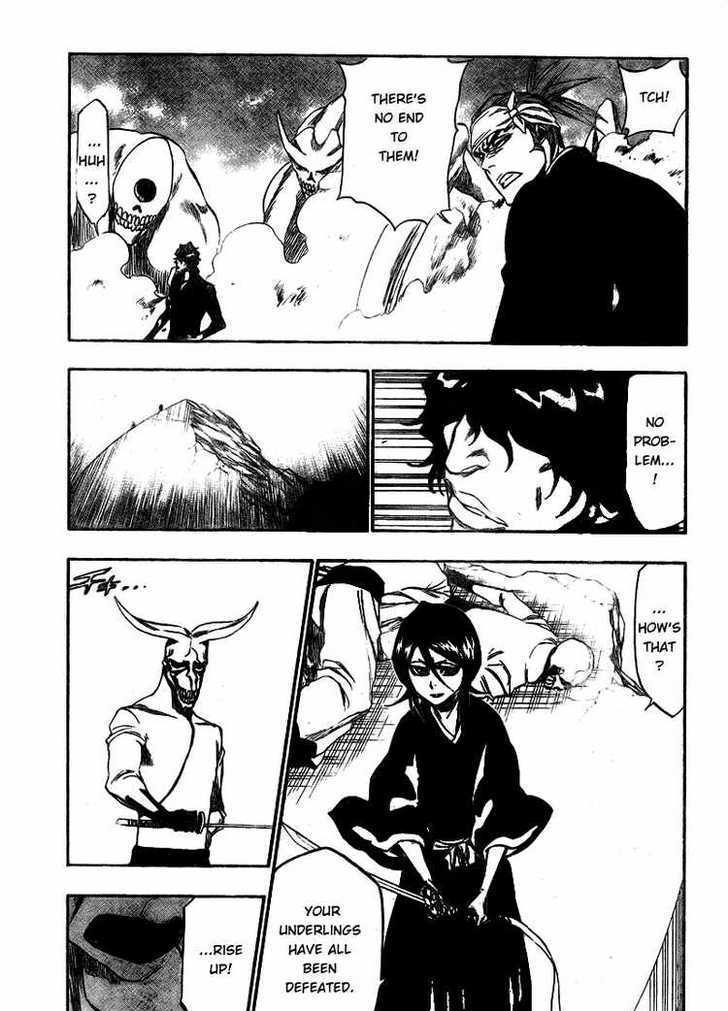 TCH!
THERE'S
NO END
TO
THEM!
...
HUH
...
?
NO
PROB-
LEM...
!
...
HOW'S
THAT
?
YOUR
UNDERLINGS
HAVE ALL
BEEN
DEFEATED.
...RISE
UP!